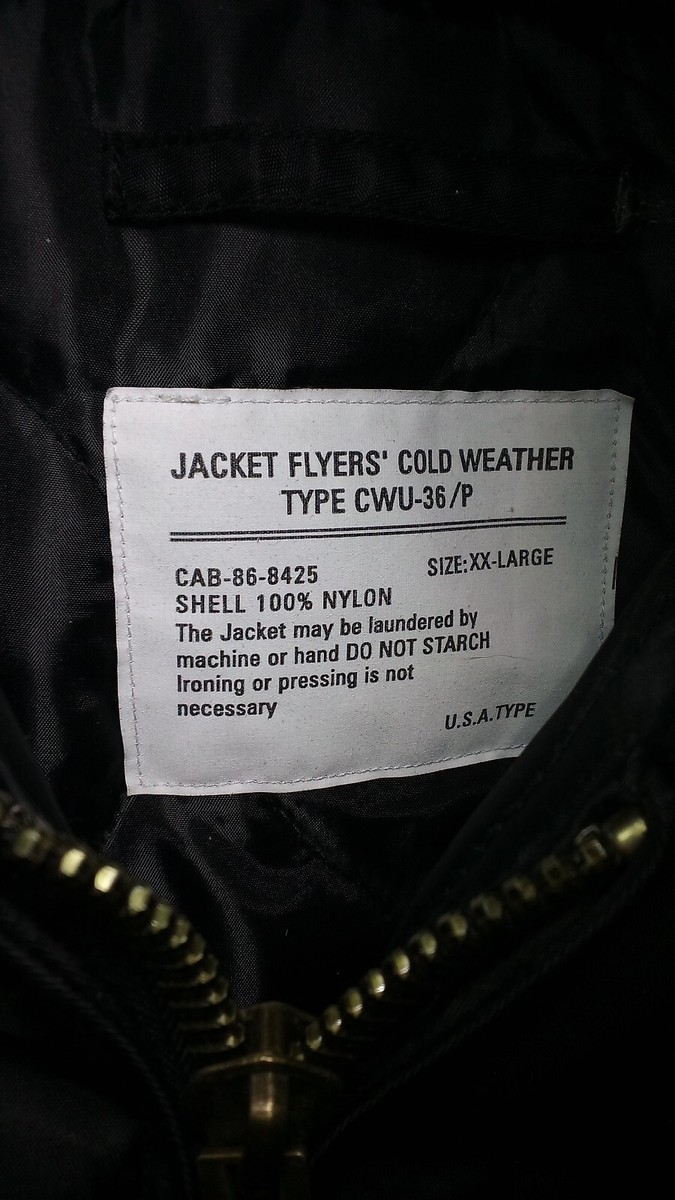 JACKET FLYERS' COLD WEATHER
TYPE CWU-36/P
CAB-86-8425 SIZE:XX-LARGE
SHELL 100% NYLON
The Jacket may be laundered by
machine or hand DO NOT STARCH
Ironing or pressing is not
necessary
U.S.A.TYPE